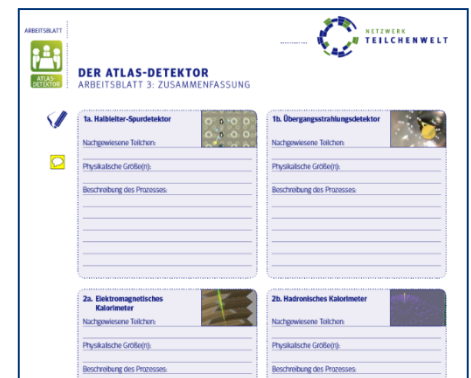 ARBEITSBLATT
NETZWERK
TEILCHENWELT
ATLAS-
DETEKTOR
DER ATLAS-DETEKTOR
ARBEITSBLATT 3: ZUSAMMENFASSUNG
1a. Halbleiter-Spurdetektor
Nachgewiesene Teilchen:
Physikalische Größe(n):
Beschreibung des Prozesses:
1b. Übergangsstrahlungsdetektor
Nachgewiesene Teilchen:
Physikalische Größe(n):
Beschreibung des Prozesses:
2a. Elektromagnetisches
Kalorimeter
Nachgewiesene Teilchen:
Physikalische Größe(n):
Beschreibung des Prozesses:
2b. Hadronisches Kalorimeter
Nachgewiesene Teilchen:
Physikalische Größe(n):
Beschreibung des Prozesses: